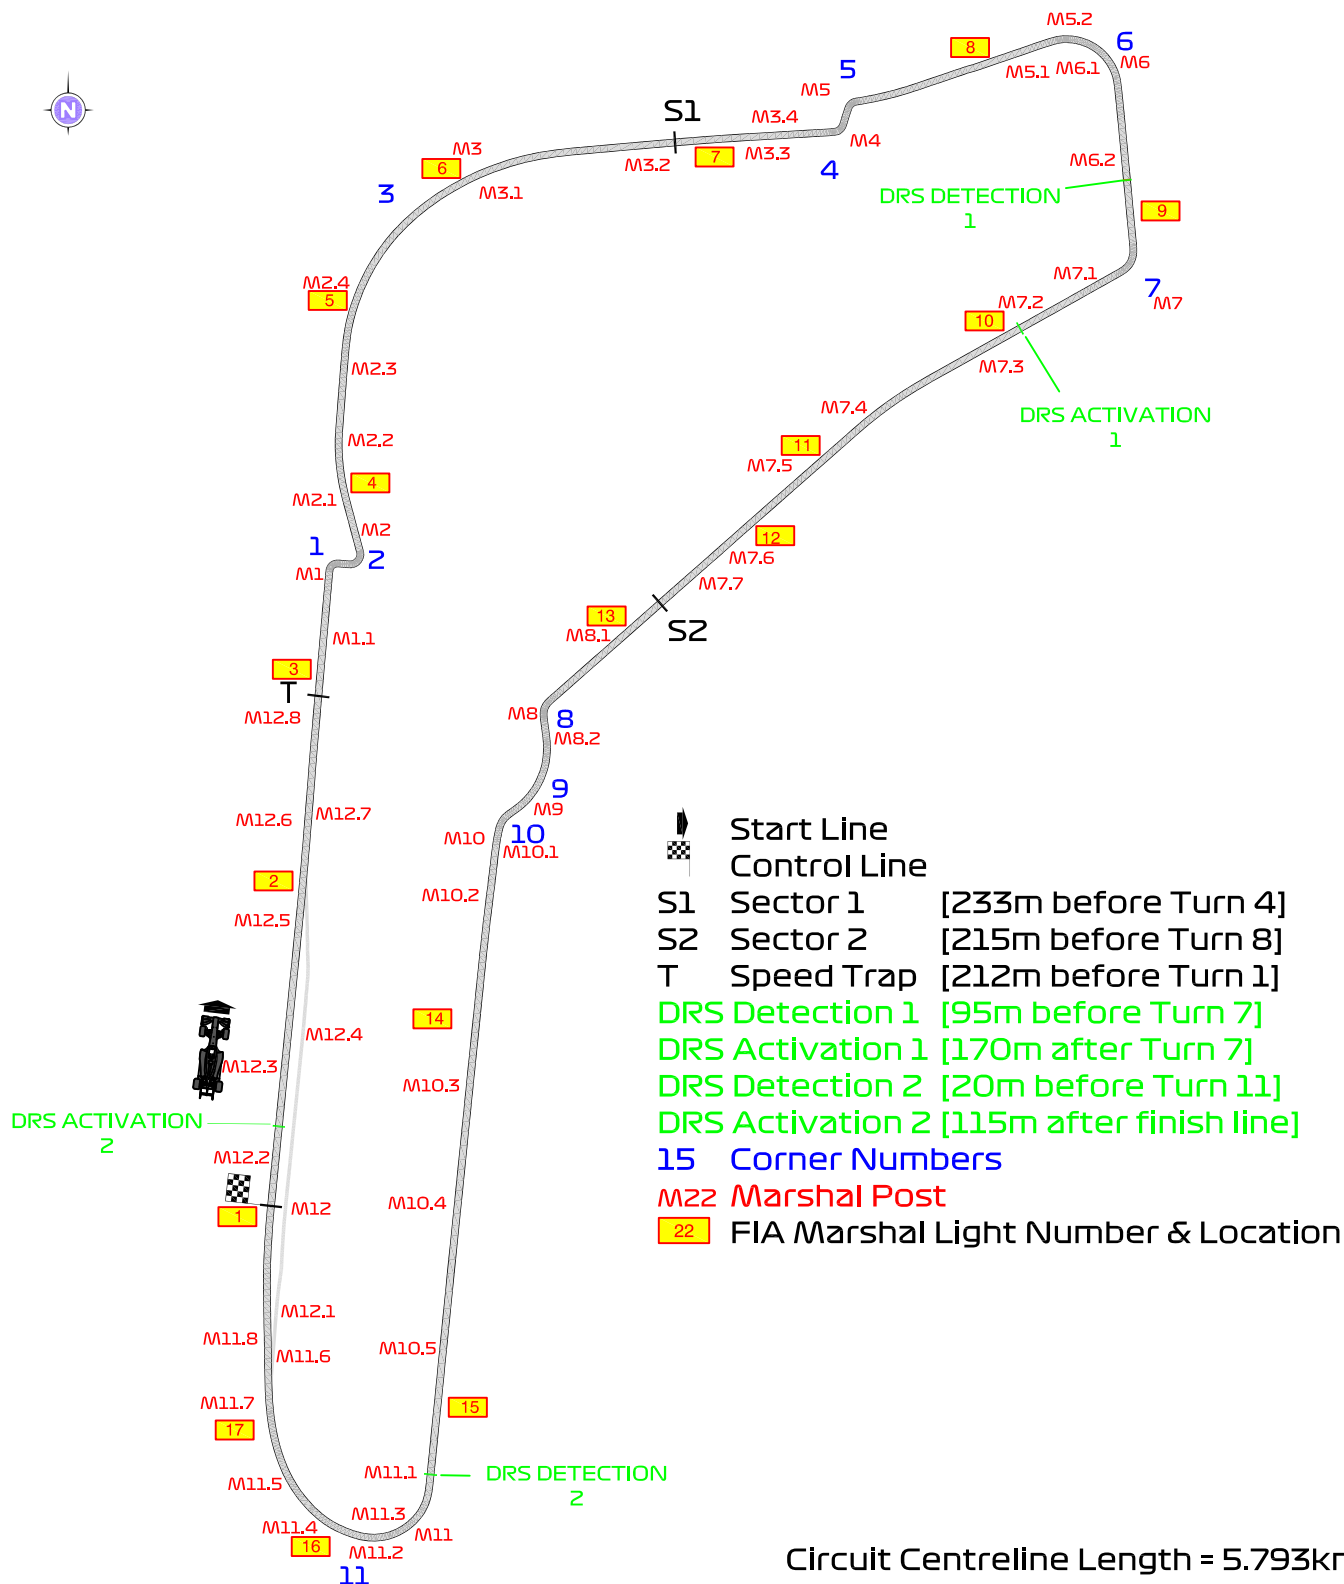 M5.2
6
8
M5.1
M6.1
M6
5
M5
N
S1
M3.4
M4
M3
6
M3.2
7
M3.3
4
M6.2
3
M3.1
DRS DETECTION
1
9
M2.4
5
M7.1
7
M7
M7.2
10
M2.3
M7.3
M7.4
DRS ACTIVATION
1
M2.2
11
M7.5
4
M2.1
M2
12
1
2
M7.6
M1
M7.7
13
M8.1
S2
M1.1
3
T
M12.8
M8
8
M8.2
9
M9
M12.6
M12.7
M10
10
M10.1
2
M10.2
M12.5
14
M12.4
M12.3
M10.3
DRS ACTIVATION
2
M12.2
M10.4
1
M12
M12.1
M11.8
M11.6
M10.5
M11.7
15
17
M11.1
DRS DETECTION
2
M11.5
M11.3
M11.4
M11
16
M11.2
11
Start Line
Control Line
S1 Sector 1 [233m before Turn 4]
S2 Sector 2 [215m before Turn 8]
T Speed Trap [212m before Turn 1]
DRS Detection 1 [95m before Turn 7]
DRS Activation 1 [170m after Turn 7]
DRS Detection 2 [20m before Turn 11]
DRS Activation 2 [115m after finish line]
15 Corner Numbers
M22 Marshal Post
22 FIA Marshal Light Number & Location
Circuit Centreline Length = 5.793km